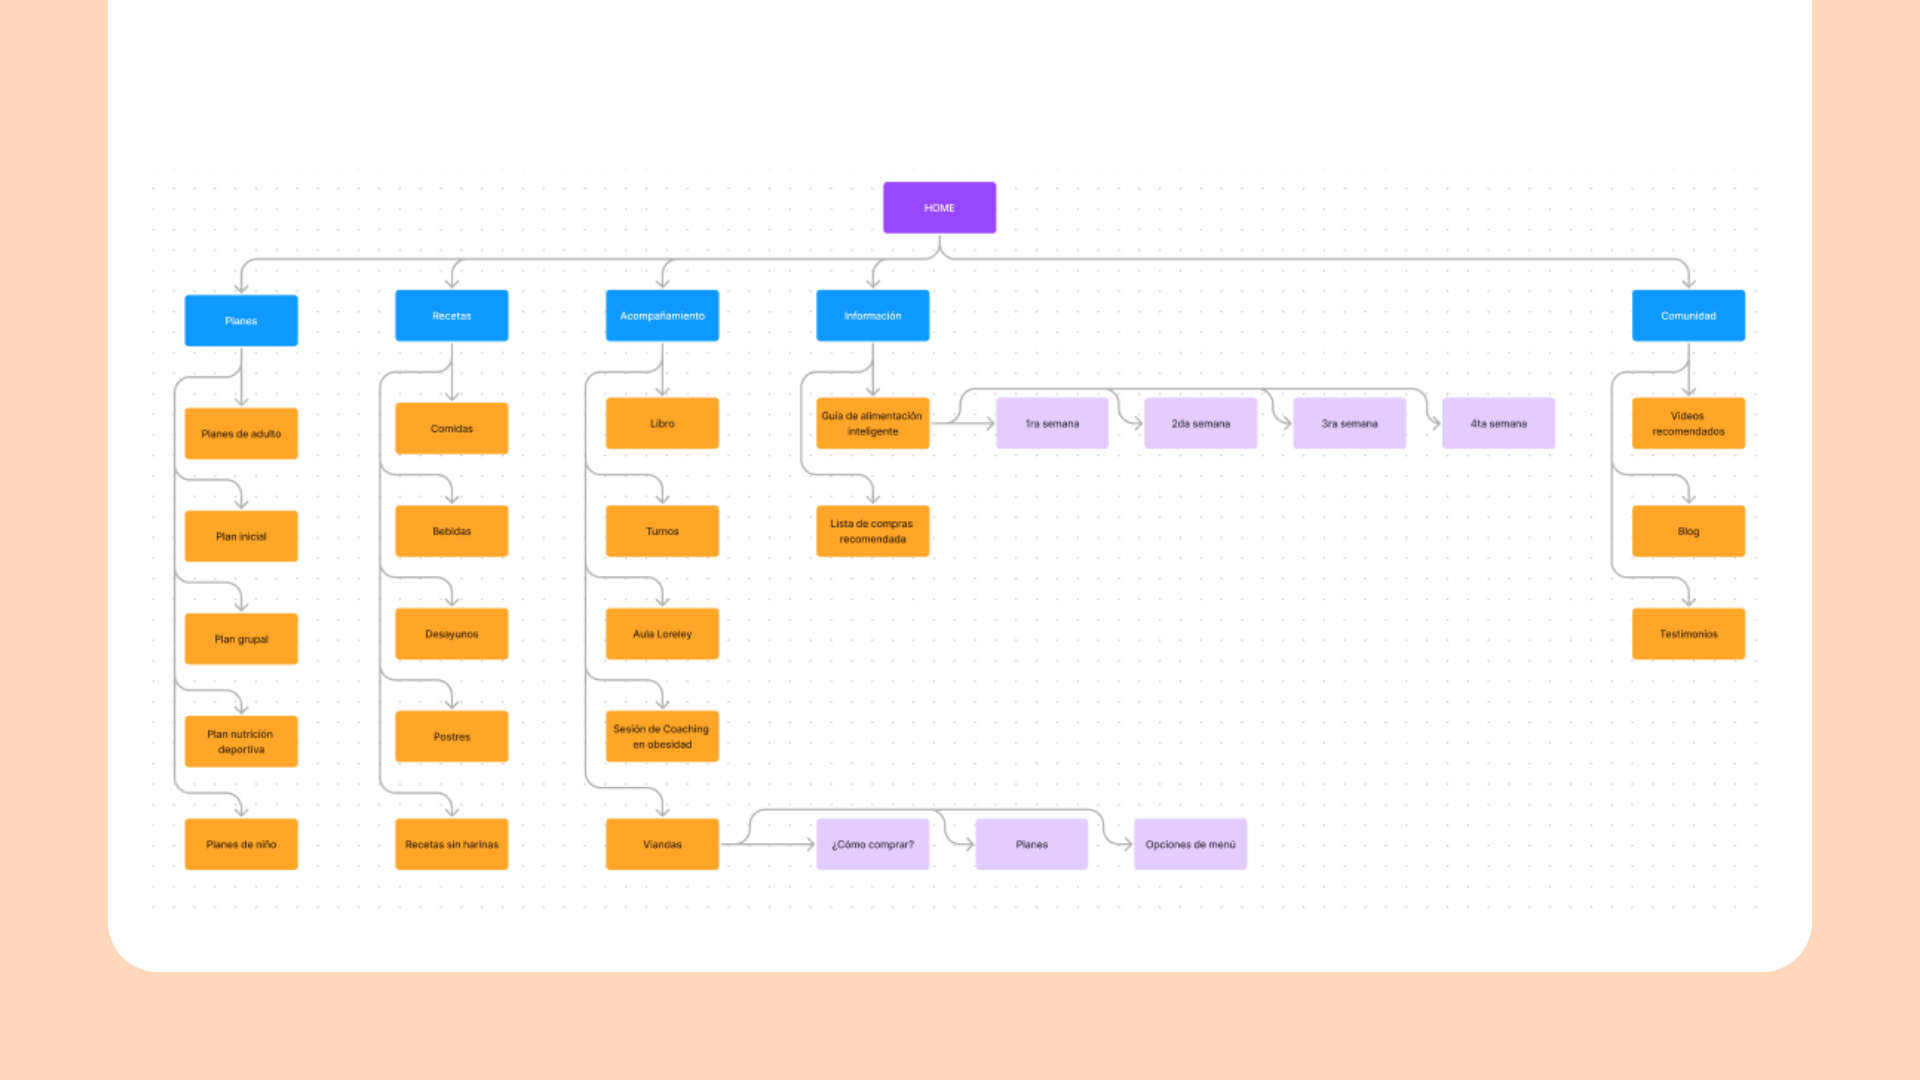 HOME
Planes
Recetas
Acompañamiento
Información
Comunidad
Planes de adulto
Plan inicial
Plan grupal
Plan nutrición
deportiva
Planes de niño
Comidas
Bebidas
Desayunos
Postres
Recetas sin harinas
Libro
Turnos
Aula Loreley
Sesión de Coaching
en obesidad
Viandas
¿Cómo comprar?
Planes
Opciones de menú
Guía de alimentación
inteligente
1ra semana
2da semana
3ra semana
4ta semana
Lista de compras
recomendada
Videos
recomendados
Blog
Testimonios